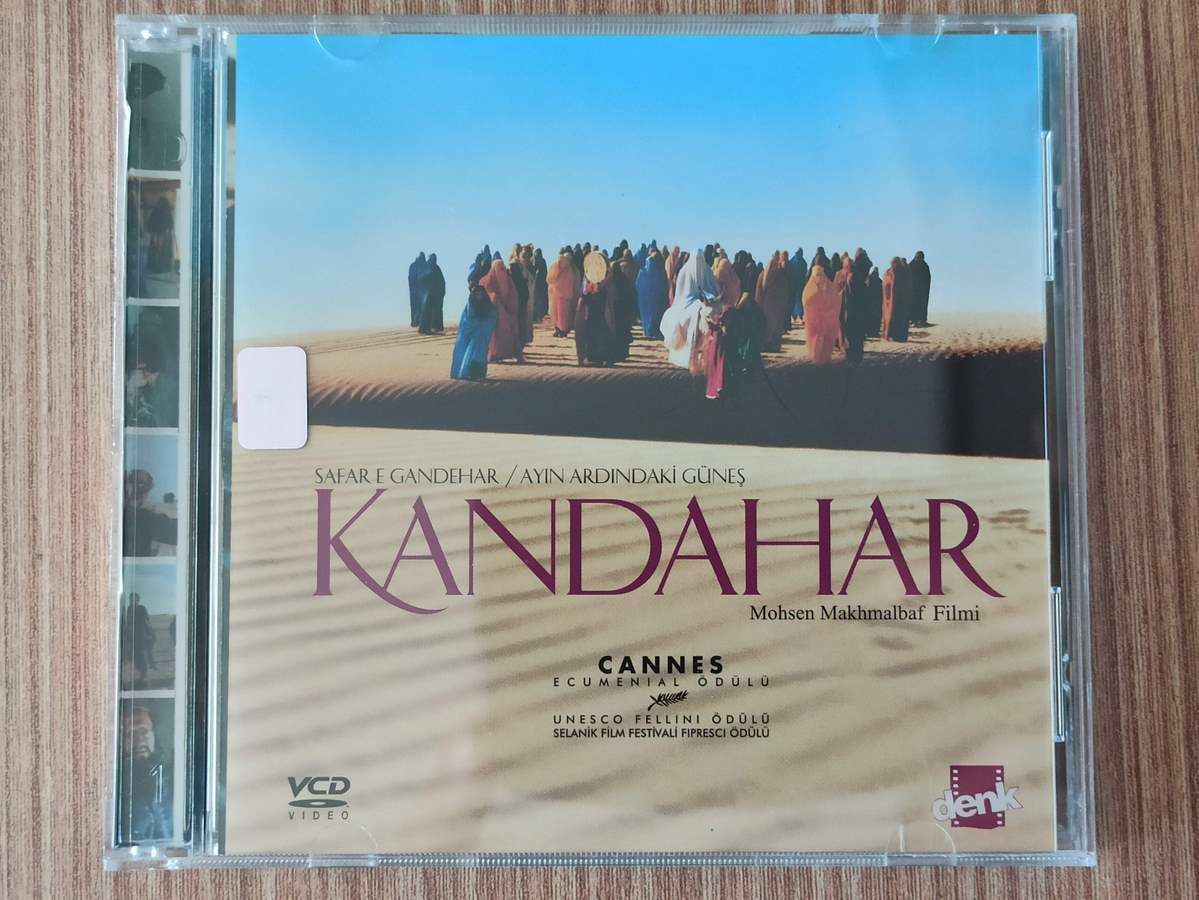 SAFAR E GANDEHAR / AYIN ARDINDAKİ GÜNEŞ
KANDAHAR
Mohsen Makhmalbaf Filmi
CANNES
ECUMENIAL ÖDÜLÜ
UNESCO FELLINI ÖDÜLÜ
SELANİK FİLM FESTİVALİ FIPRESCI ÖDÜLÜ
VCD
VIDEO
denk
1